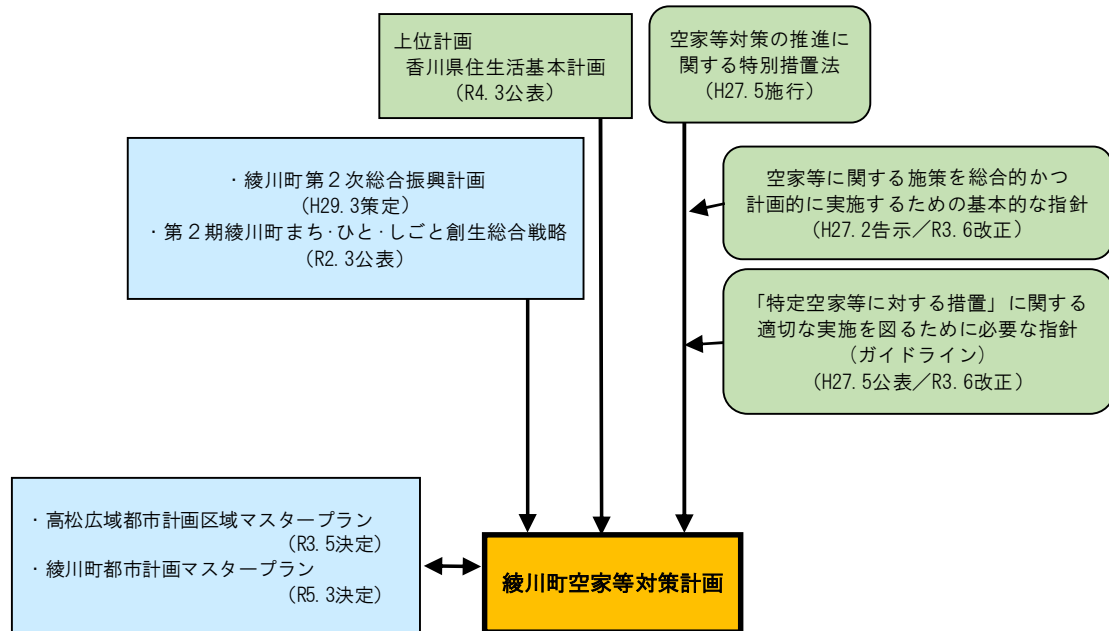 上位計画
香川県住生活基本計画
（R4.3公表）
空家等対策の推進に
関する特別措置法
（H27.5施行）
・綾川町第２次総合振興計画
（H29.3策定）
・第２期綾川町まち・ひと・しごと創生総合戦略
（R2.3公表）
空家等に関する施策を総合的かつ
計画的に実施するための基本的な指針
（H27.2告示／R3.6改正）
「特定空家等に対する措置」に関する
適切な実施を図るために必要な指針
（ガイドライン）
（H27.5公表／R3.6改正）
・高松広域都市計画区域マスタープラン
（R3.5決定）
・綾川町都市計画マスタープラン
（R5.3決定）
綾川町空家等対策計画